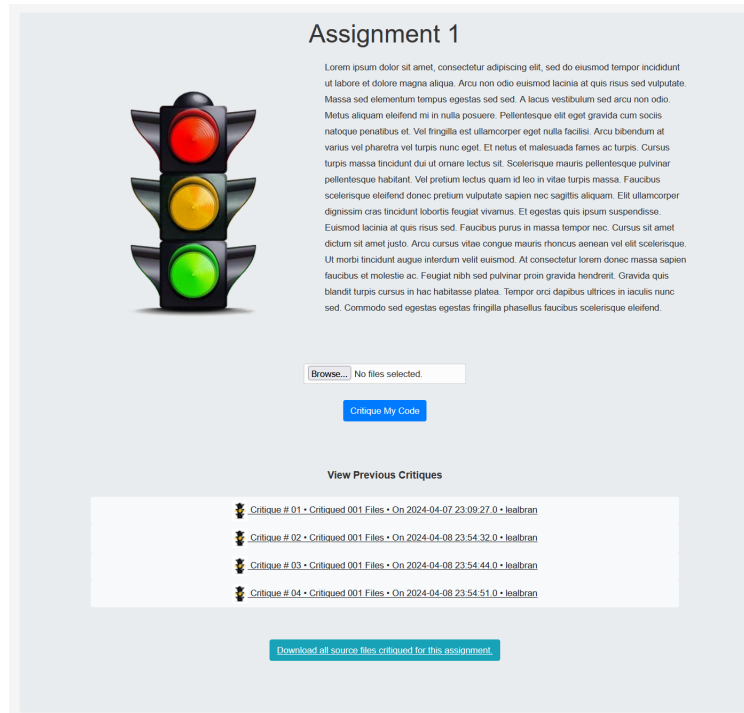 Assignment 1
Lorem ipsum dolor sit amet, consectetur adipiscing elit, sed do eiusmod tempor incididunt
ut labore et dolore magna aliqua. Arcu non odio euismod lacinia at quis risus sed vulputate.
Massa sed elementum tempus egestas sed sed. A lacus vestibulum sed arcu non odio.
Metus aliquam eleifend mi in nulla posuere. Pellentesque elit eget gravida cum sociis
natoque penatibus et. Vel fringilla est ullamcorper eget nulla facilisi. Arcu bibendum at
varius vel pharetra vel turpis nunc eget. Et netus et malesuada fames ac turpis. Cursus
turpis massa tincidunt dui ut ornare lectus sit. Scelerisque mauris pellentesque pulvinar
pellentesque habitant. Vel pretium lectus quam id leo in vitae turpis massa. Faucibus
scelerisque eleifend donec pretium vulputate sapien nec sagittis aliquam. Elit ullamcorper
dignissim cras tincidunt lobortis feugiat vivamus. Et egestas quis ipsum suspendisse.
Euismod lacinia at quis risus sed. Faucibus purus in massa tempor nec. Cursus sit amet
dictum sit amet justo. Arcu cursus vitae congue mauris rhoncus aenean vel elit scelerisque.
Ut morbi tincidunt augue interdum velit euismod. At consectetur lorem donec massa sapien
faucibus et molestie ac. Feugiat nibh sed pulvinar proin gravida hendrerit. Gravida quis
blandit turpis cursus in hac habitasse platea. Tempor orci dapibus ultrices in iaculis nunc
sed. Commodo sed egestas egestas fringilla phasellus faucibus scelerisque eleifend.
Browse... No files selected.
Critique My Code
View Previous Critiques
Critique # 01 • Critiqued 001 Files • On 2024-04-07 23:09:27.0 • lealbran
Critique # 02 • Critiqued 001 Files • On 2024-04-08 23:54:32.0 • lealbran
Critique # 03 • Critiqued 001 Files • On 2024-04-08 23:54:44.0 • lealbran
Critique # 04 • Critiqued 001 Files • On 2024-04-08 23:54:51.0 • lealbran
Download all source files critiqued for this assignment.